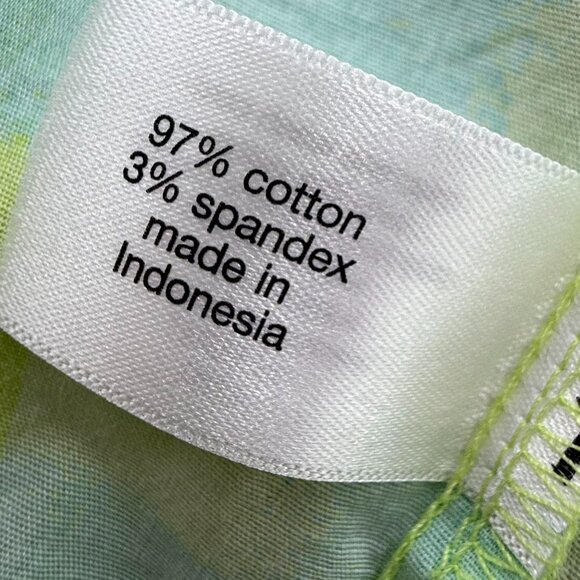 97% cotton
3% spandex
made in
Indonesia